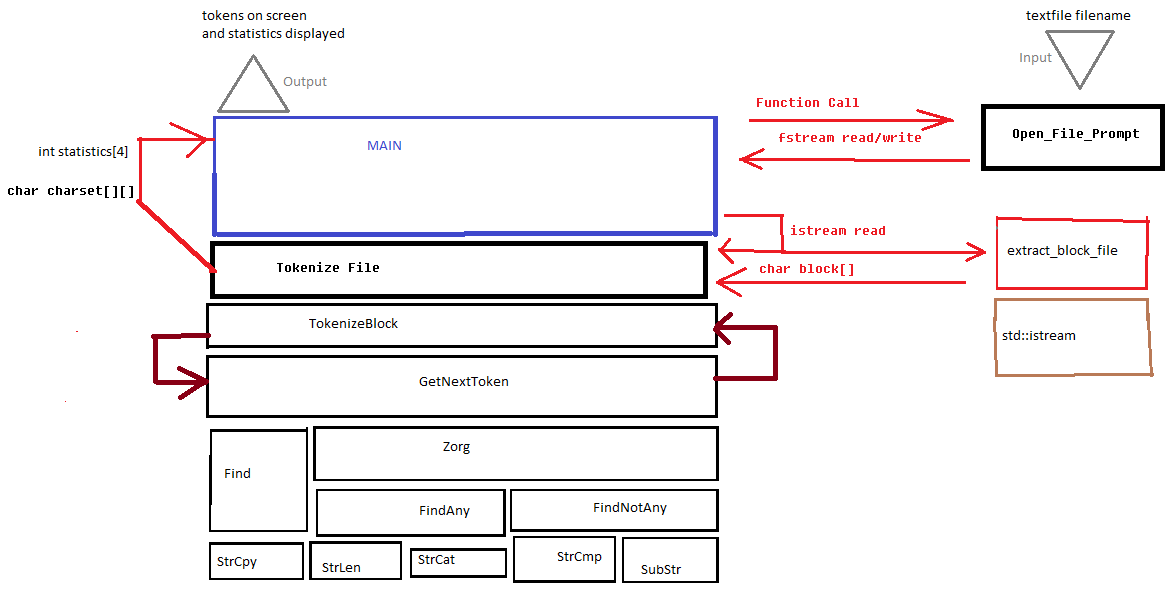 tokens on screen
and statistics displayed
textfile filename
Output
Input
Function Call
fstream read/write
Open_File_Prompt
MAIN
int statistics[4]
char charset[][]
istream read
extract_block_file
Tokenize File
char block[]
TokenizeBlock
std::istream
GetNextToken
Find
Zorg
FindAny
FindNotAny
StrCpy
StrLen
StrCat
StrCmp
SubStr